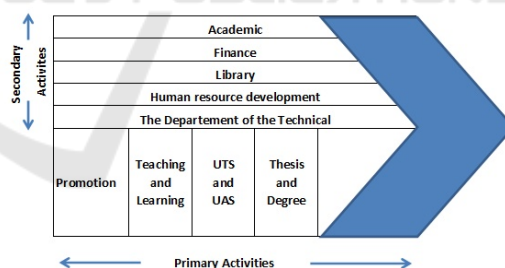 Secondary
Activites
Academic
Finance
Library
Human resource development
The Departement of the Technical
Promotion
Teaching
and
Learning
UTS
and
UAS
Thesis
and
Degree
Primary Activities